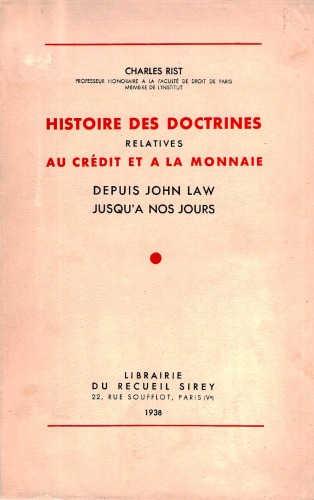 CHARLES RIST
PROFESSEUR HONORAIRE A LA FACULTÉ DE DROIT DE PARIS
MEMBRE DE L'INSTITUT
HISTOIRE DES DOCTRINES
RELATIVES
AU CRÉDIT ET A LA MONNAIE
DEPUIS JOHN LAW
JUSQU'A NOS JOURS
LIBRAIRIE
DU RECUEIL SIREY
22, RUE SOUFFLOT, PARIS (Vᵉ)
1938